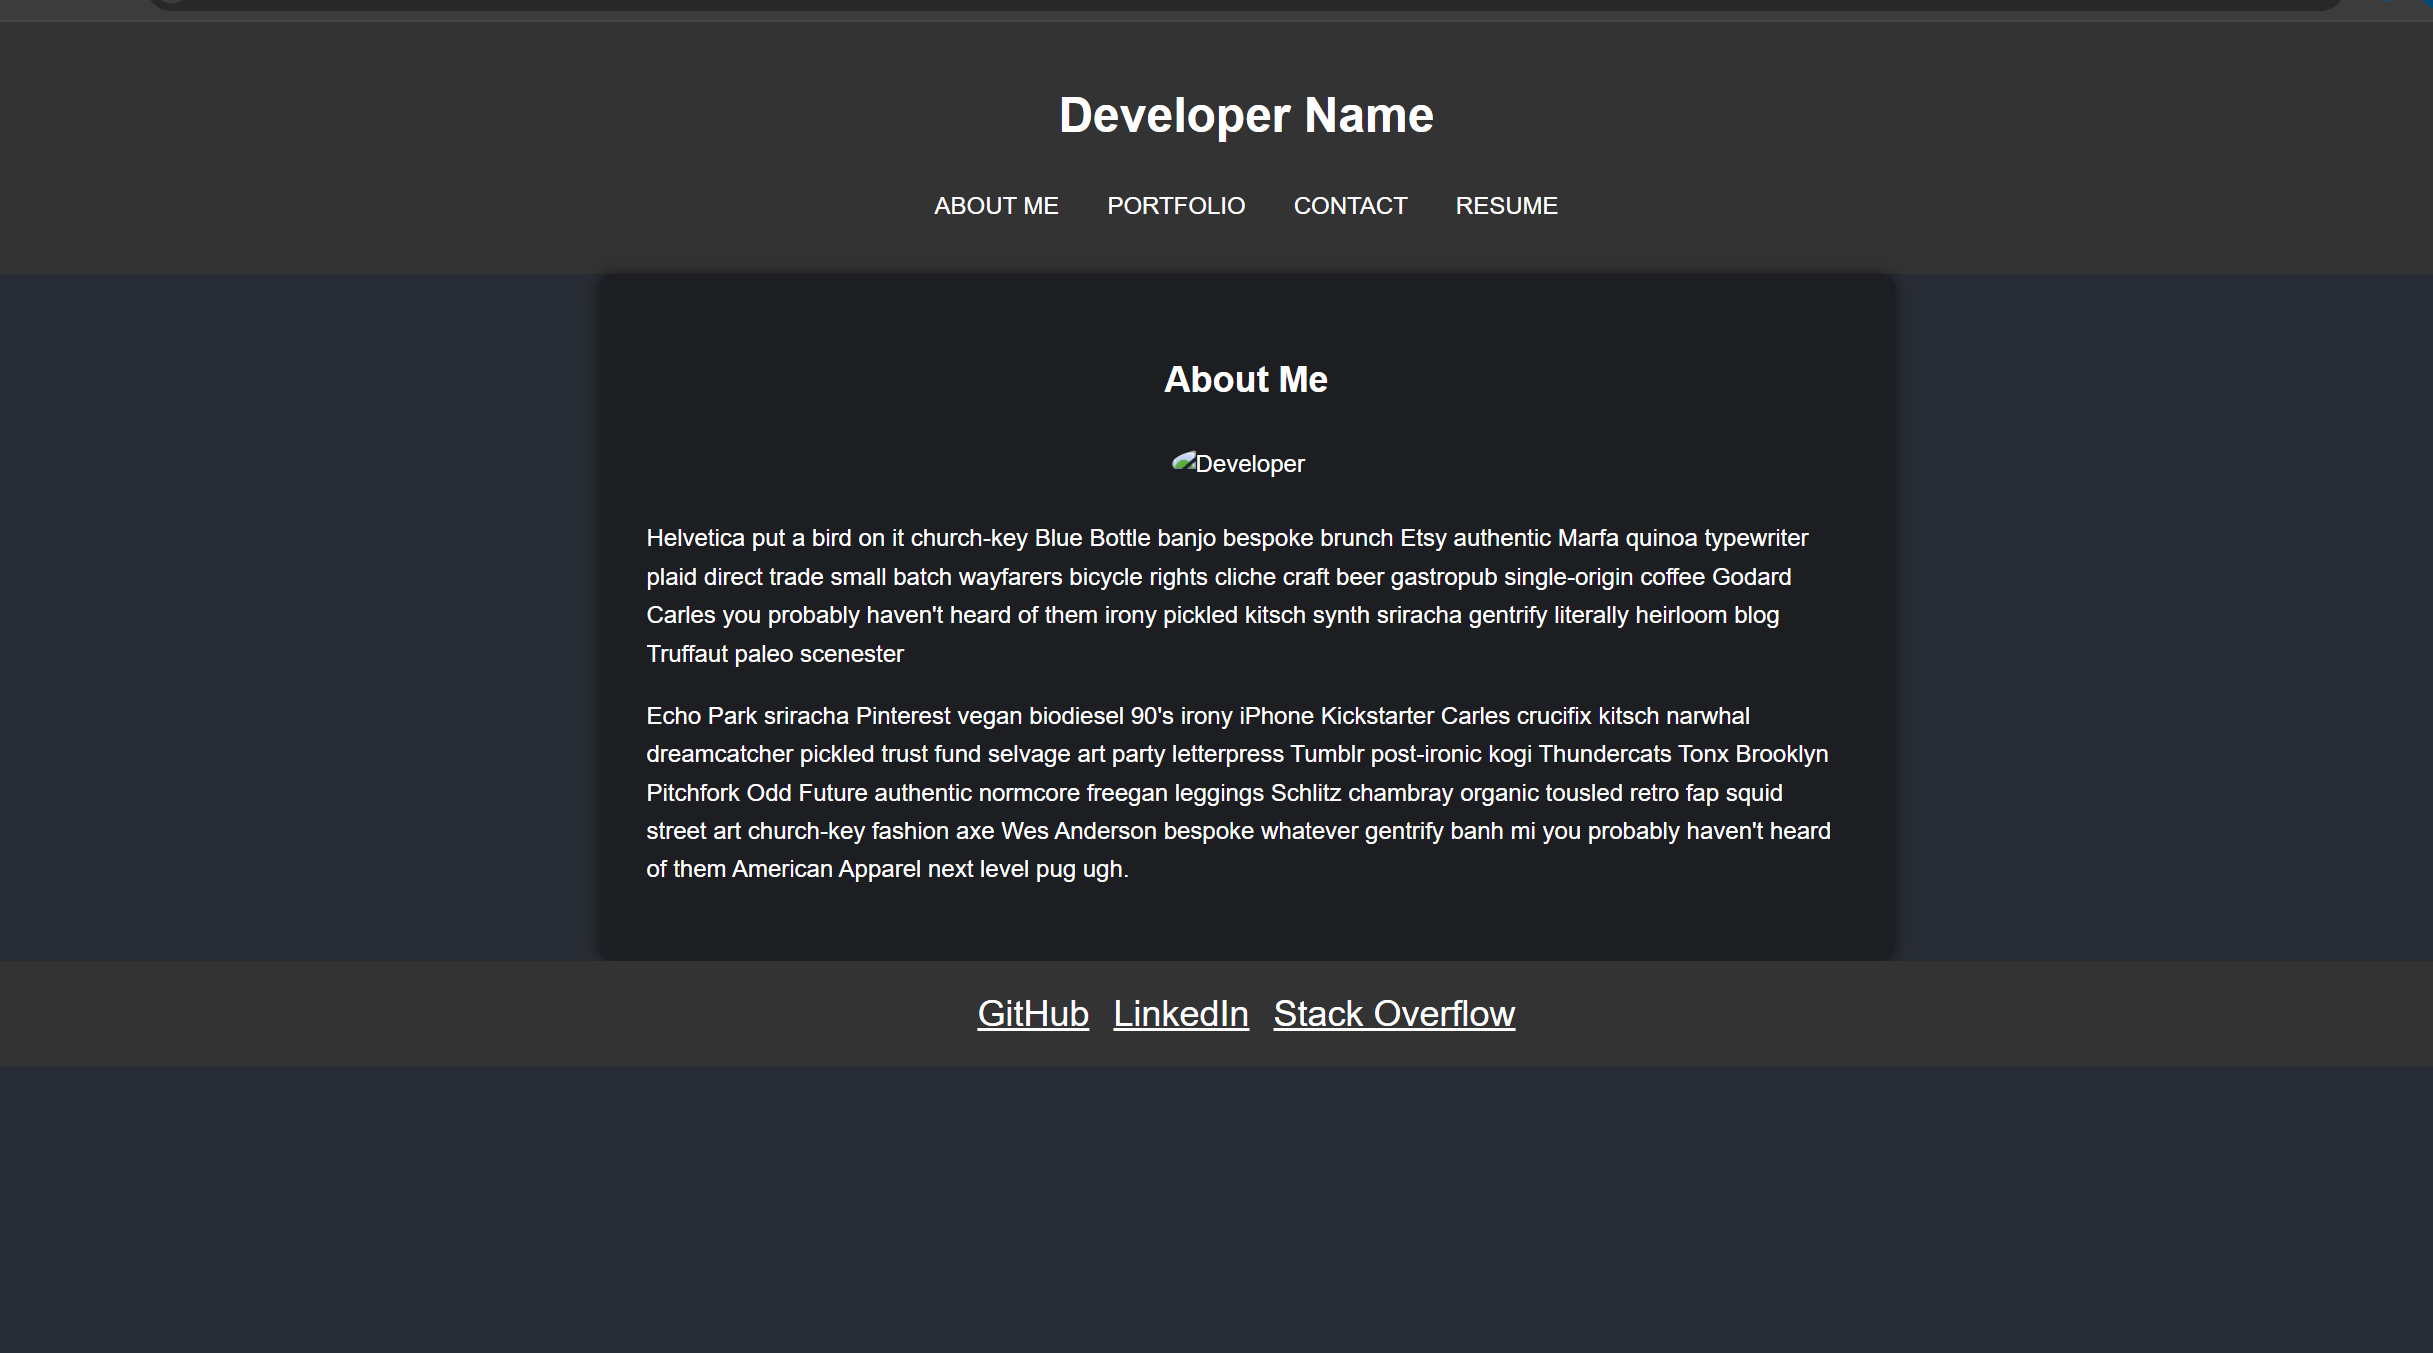 Developer Name
ABOUT ME PORTFOLIO CONTACT RESUME
About Me
Developer
Helvetica put a bird on it church-key Blue Bottle banjo bespoke brunch Etsy authentic Marfa quinoa typewriter
plaid direct trade small batch wayfarers bicycle rights cliche craft beer gastropub single-origin coffee Godard
Carles you probably haven't heard of them irony pickled kitsch synth sriracha gentrify literally heirloom blog
Truffaut paleo scenester
Echo Park sriracha Pinterest vegan biodiesel 90's irony iPhone Kickstarter Carles crucifix kitsch narwhal
dreamcatcher pickled trust fund selvage art party letterpress Tumblr post-ironic kogi Thundercats Tonx Brooklyn
Pitchfork Odd Future authentic normcore freegan leggings Schlitz chambray organic tousled retro fap squid
street art church-key fashion axe Wes Anderson bespoke whatever gentrify banh mi you probably haven't heard
of them American Apparel next level pug ugh.
GitHub LinkedIn Stack Overflow